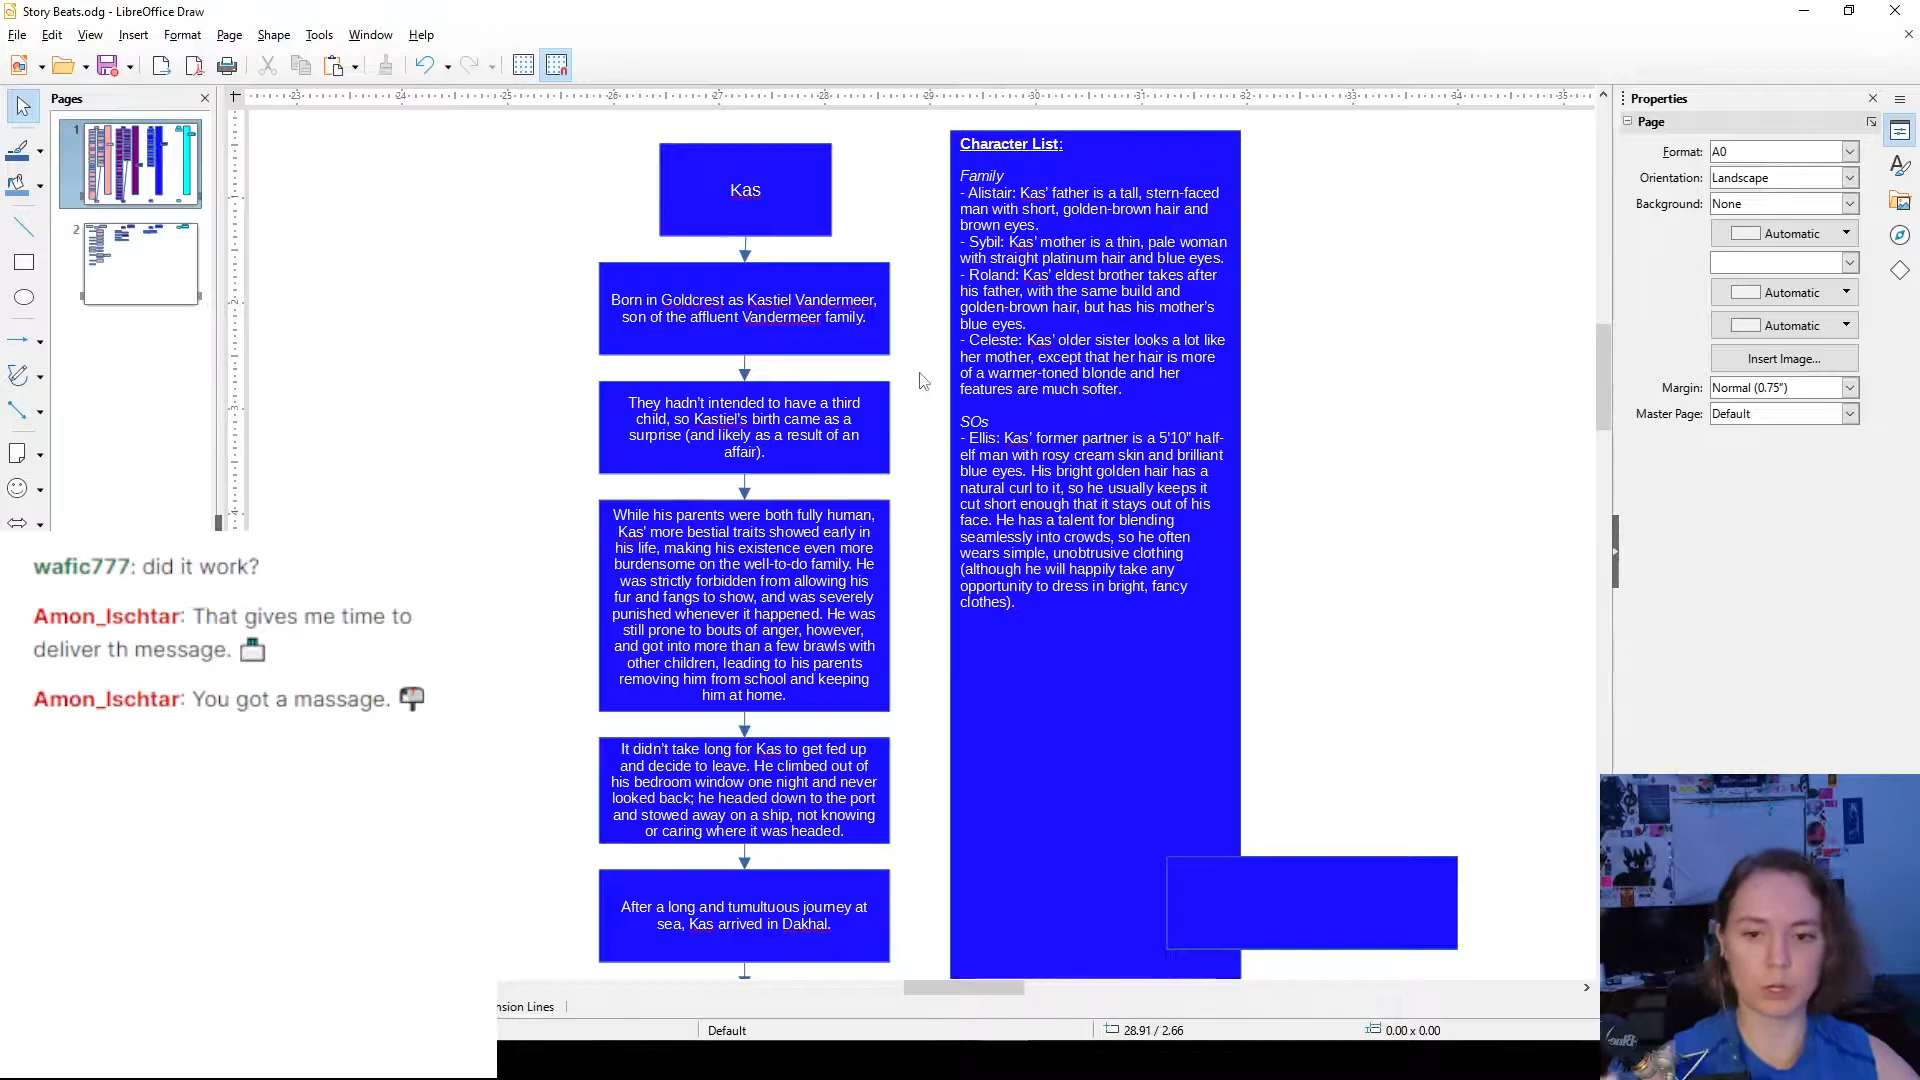 Story Beats.odg - LibreOffice Draw
File Edit View Insert Format Page Shape Tools Window Help
Pages
1
2
23 24 25 26 27 28 29 30 31 32 33 34 35
Kas
Born in Goldcrest as Kastiel Vandermeer,
son of the affluent Vandermeer family.
They hadn't intended to have a third
child, so Kastiel's birth came as a
surprise (and likely as a result of an
affair).
While his parents were both fully human,
Kas' more bestial traits showed early in
his life, making his existence even more
burdensome on the well-to-do family. He
was strictly forbidden from allowing his
fur and fangs to show, and was severely
punished whenever it happened. He was
still prone to bouts of anger, however,
and got into more than a few brawls with
other children, leading to his parents
removing him from school and keeping
him at home.
It didn't take long for Kas to get fed up
and decide to leave. He climbed out of
his bedroom window one night and never
looked back; he headed down to the port
and stowed away on a ship, not knowing
or caring where it was headed.
After a long and tumultuous journey at
sea, Kas arrived in Dakhal.
Character List:
Family
- Alistair: Kas' father is a tall, stern-faced
man with short, golden-brown hair and
brown eyes.
- Sybil: Kas' mother is a thin, pale woman
with straight platinum hair and blue eyes.
- Roland: Kas' eldest brother takes after
his father, with the same build and
golden-brown hair, but has his mother's
blue eyes.
- Celeste: Kas' older sister looks a lot like
her mother, except that her hair is more
of a warmer-toned blonde and her
features are much softer.
SOs
- Ellis: Kas' former partner is a 5'10" half-
elf man with rosy cream skin and brilliant
blue eyes. His bright golden hair has a
natural curl to it, so he usually keeps it
cut short enough that it stays out of his
face. He has a talent for blending
seamlessly into crowds, so he often
wears simple, unobtrusive clothing
(although he will happily take any
opportunity to dress in bright, fancy
clothes).
Properties
Page
Format: A0
Orientation: Landscape
Background: None
Automatic
Automatic
Automatic
Insert Image...
Margin: Normal (0.75")
Master Page: Default
wafic777: did it work?
Amon_Ischtar: That gives me time to
deliver th message.
Amon_Ischtar: You got a massage.
nsion Lines
Default
28.91 / 2.66
0.00 x 0.00